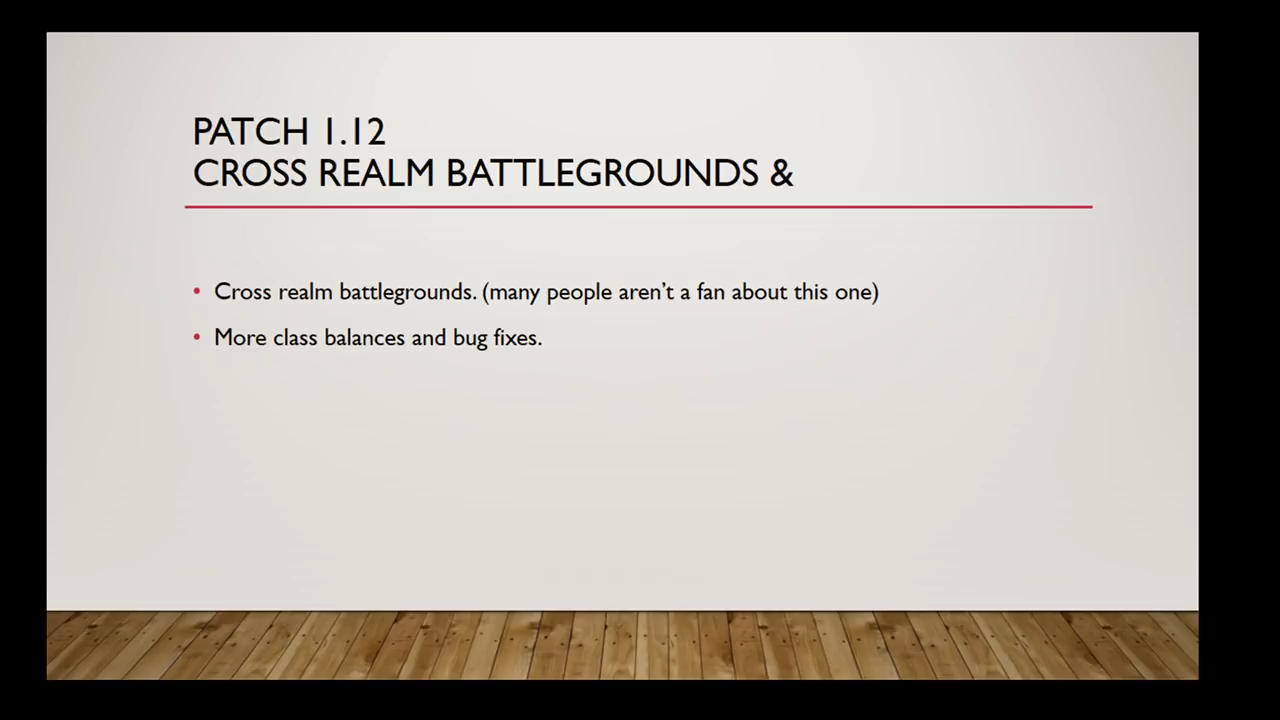 PATCH 1.12
CROSS REALM BATTLEGROUNDS &
• Cross realm battlegrounds. (many people aren’t a fan about this one)
• More class balances and bug fixes.